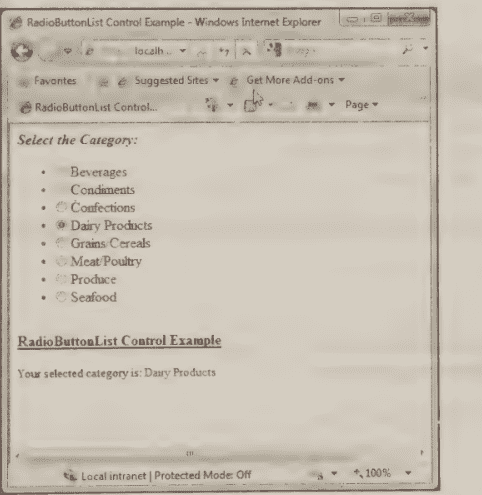 RadioButtonList Control Example - Windows Internet Explorer
localh...
Favorites Suggested Sites Get More Add-ons
RadioButtonList Control... Page
Select the Category:
• Beverages
• Condiments
• Confections
• Dairy Products
• Grains/Cereals
• Meat/Poultry
• Produce
• Seafood
RadioButtonList Control Example
Your selected category is: Dairy Products
Local intranet | Protected Mode: Off 100%